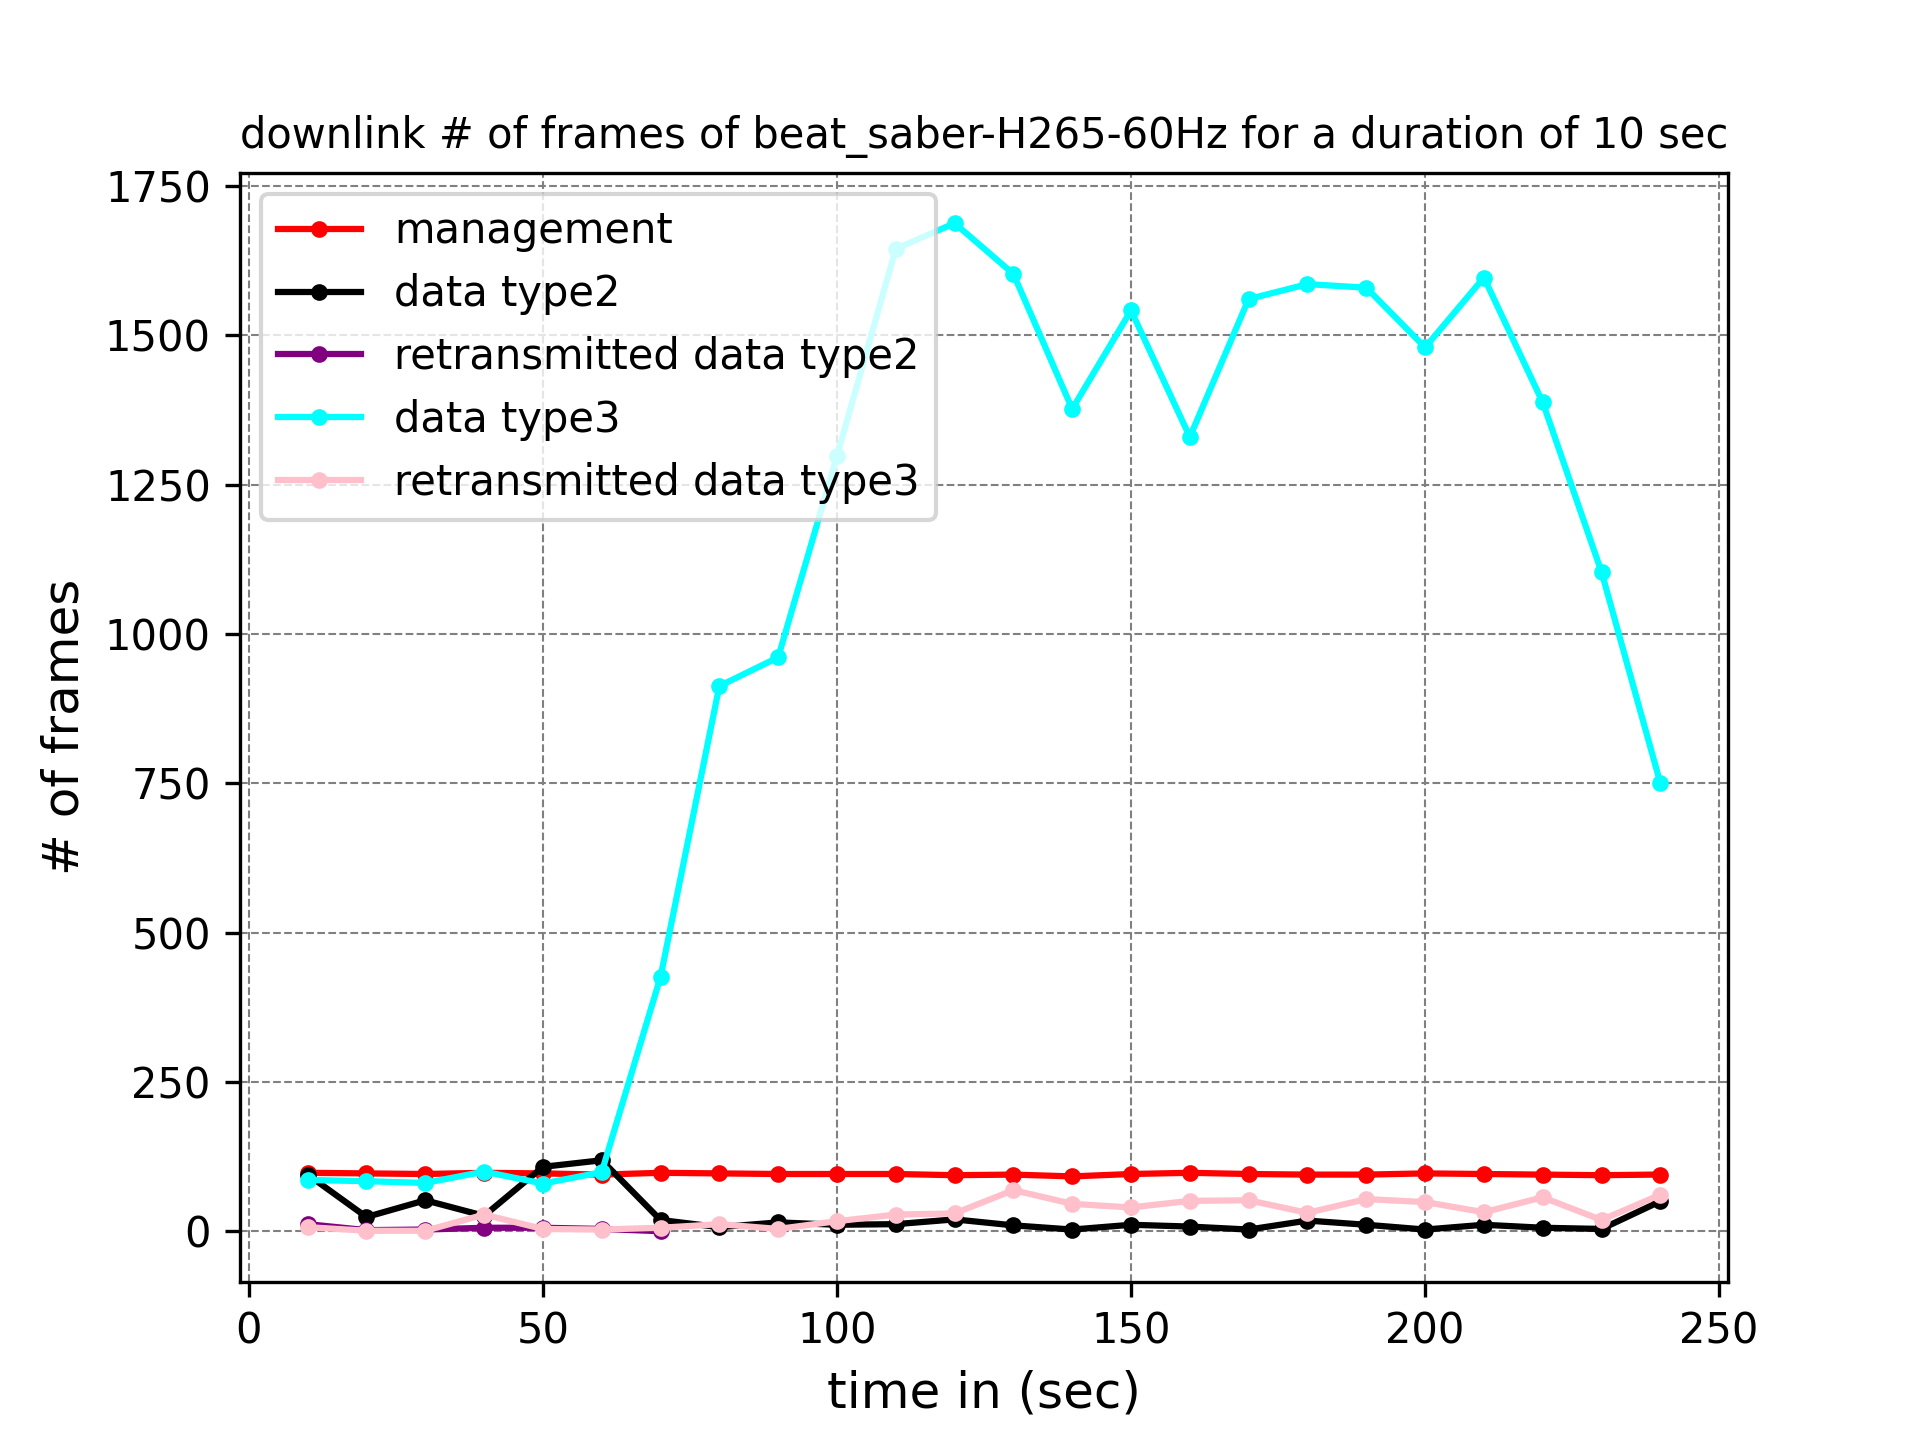 downlink # of frames of beat_saber-H265-60Hz for a duration of 10 sec
1750
1500
1250
1000
750
500
250
0
# of frames
management
data type2
retransmitted data type2
data type3
retransmitted data type3
0 50 100 150 200 250
time in (sec)